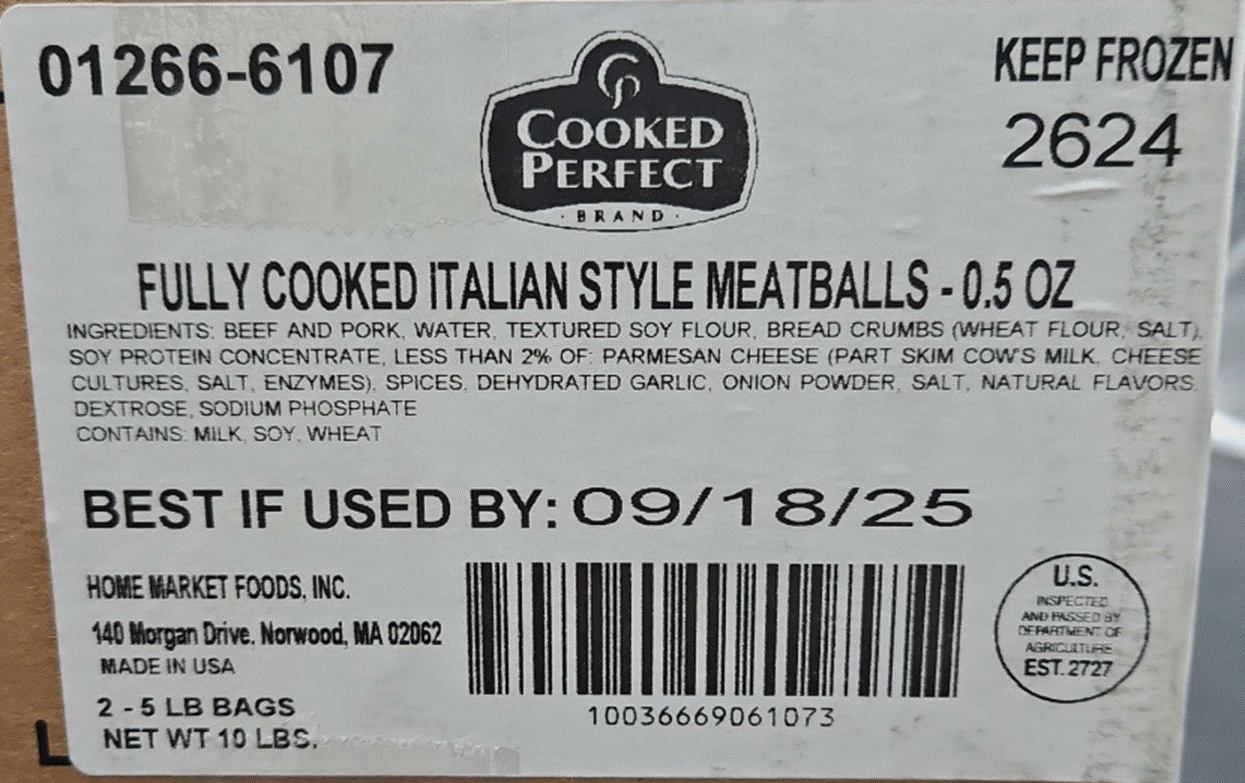 01266-6107
COOKED
PERFECT
· BRAND ·
KEEP FROZEN
2624
FULLY COOKED ITALIAN STYLE MEATBALLS - 0.5 OZ
INGREDIENTS: BEEF AND PORK, WATER, TEXTURED SOY FLOUR, BREAD CRUMBS (WHEAT FLOUR, SALT),
SOY PROTEIN CONCENTRATE, LESS THAN 2% OF: PARMESAN CHEESE (PART SKIM COW'S MILK, CHEESE
CULTURES, SALT, ENZYMES), SPICES, DEHYDRATED GARLIC, ONION POWDER, SALT, NATURAL FLAVORS,
DEXTROSE, SODIUM PHOSPHATE
CONTAINS: MILK, SOY, WHEAT
BEST IF USED BY: 09/18/25
HOME MARKET FOODS, INC.
140 Morgan Drive, Norwood, MA 02062
MADE IN USA
2 - 5 LB BAGS
NET WT 10 LBS.
10036669061073
U.S.
INSPECTED
AND PASSED BY
DEPARTMENT OF
AGRICULTURE
EST. 2727